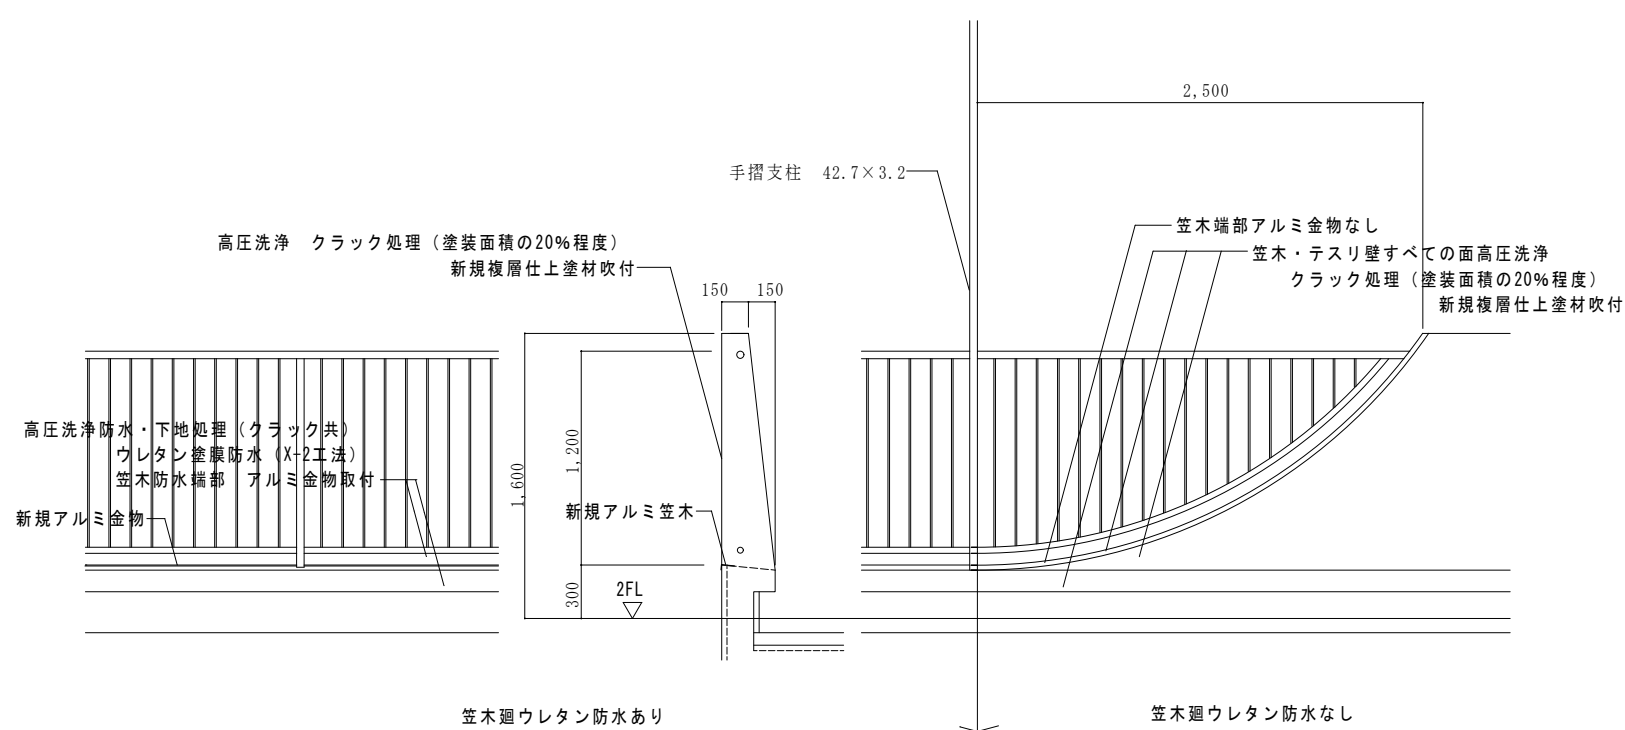 2,500
手摺支柱　42.7×3.2
笠木端部アルミ金物なし
笠木・テスリ壁すべての面高圧洗浄
クラック処理（塗装面積の20%程度）
新規複層仕上塗材吹付
高圧洗浄　クラック処理（塗装面積の20%程度）
新規複層仕上塗材吹付
150
150
高圧洗浄防水・下地処理（クラック共）
ウレタン塗膜防水（X-2工法）
笠木防水端部　アルミ金物取付
新規アルミ金物
1,600
1,200
新規アルミ笠木
300
2FL
笠木廻ウレタン防水あり
笠木廻ウレタン防水なし